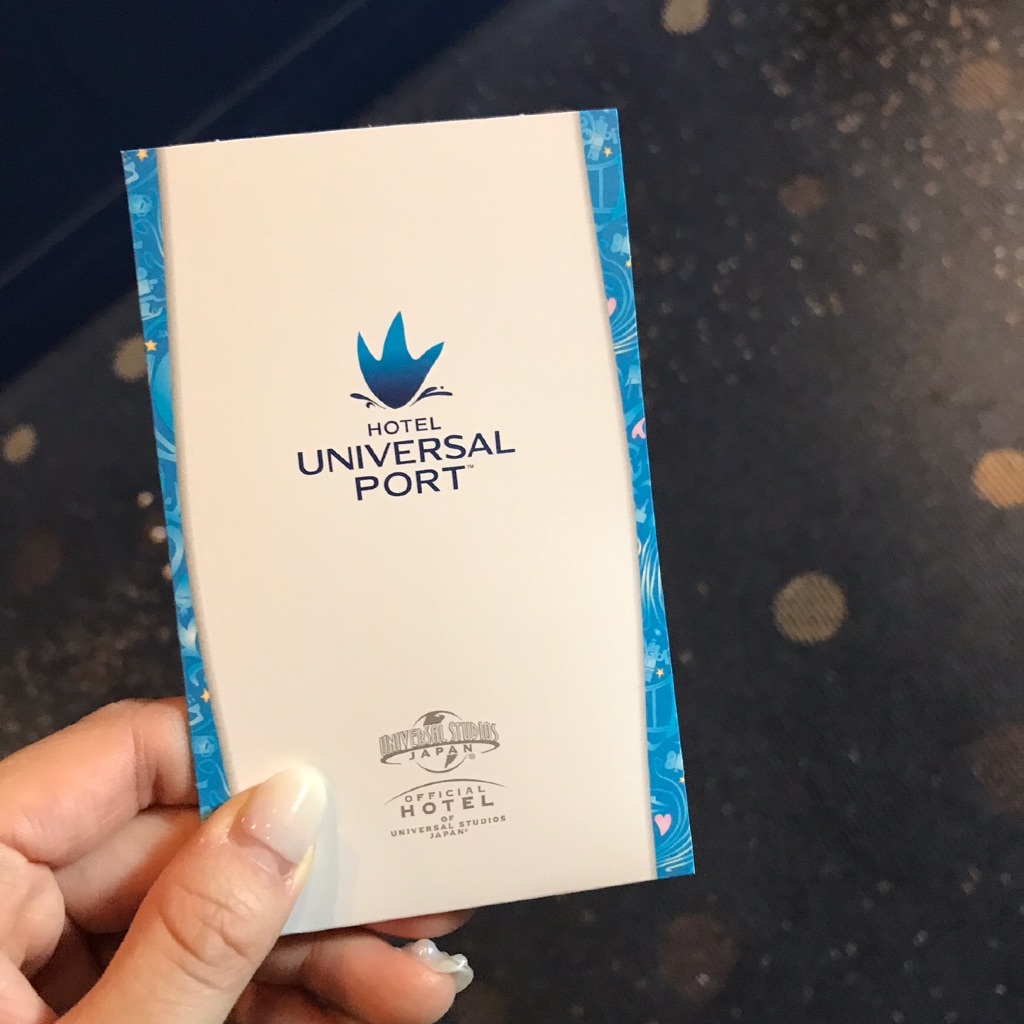 HOTEL
UNIVERSAL
PORT™
UNIVERSAL STUDIOS
JAPAN®
OFFICIAL
HOTEL
OF
UNIVERSAL STUDIOS
JAPAN®